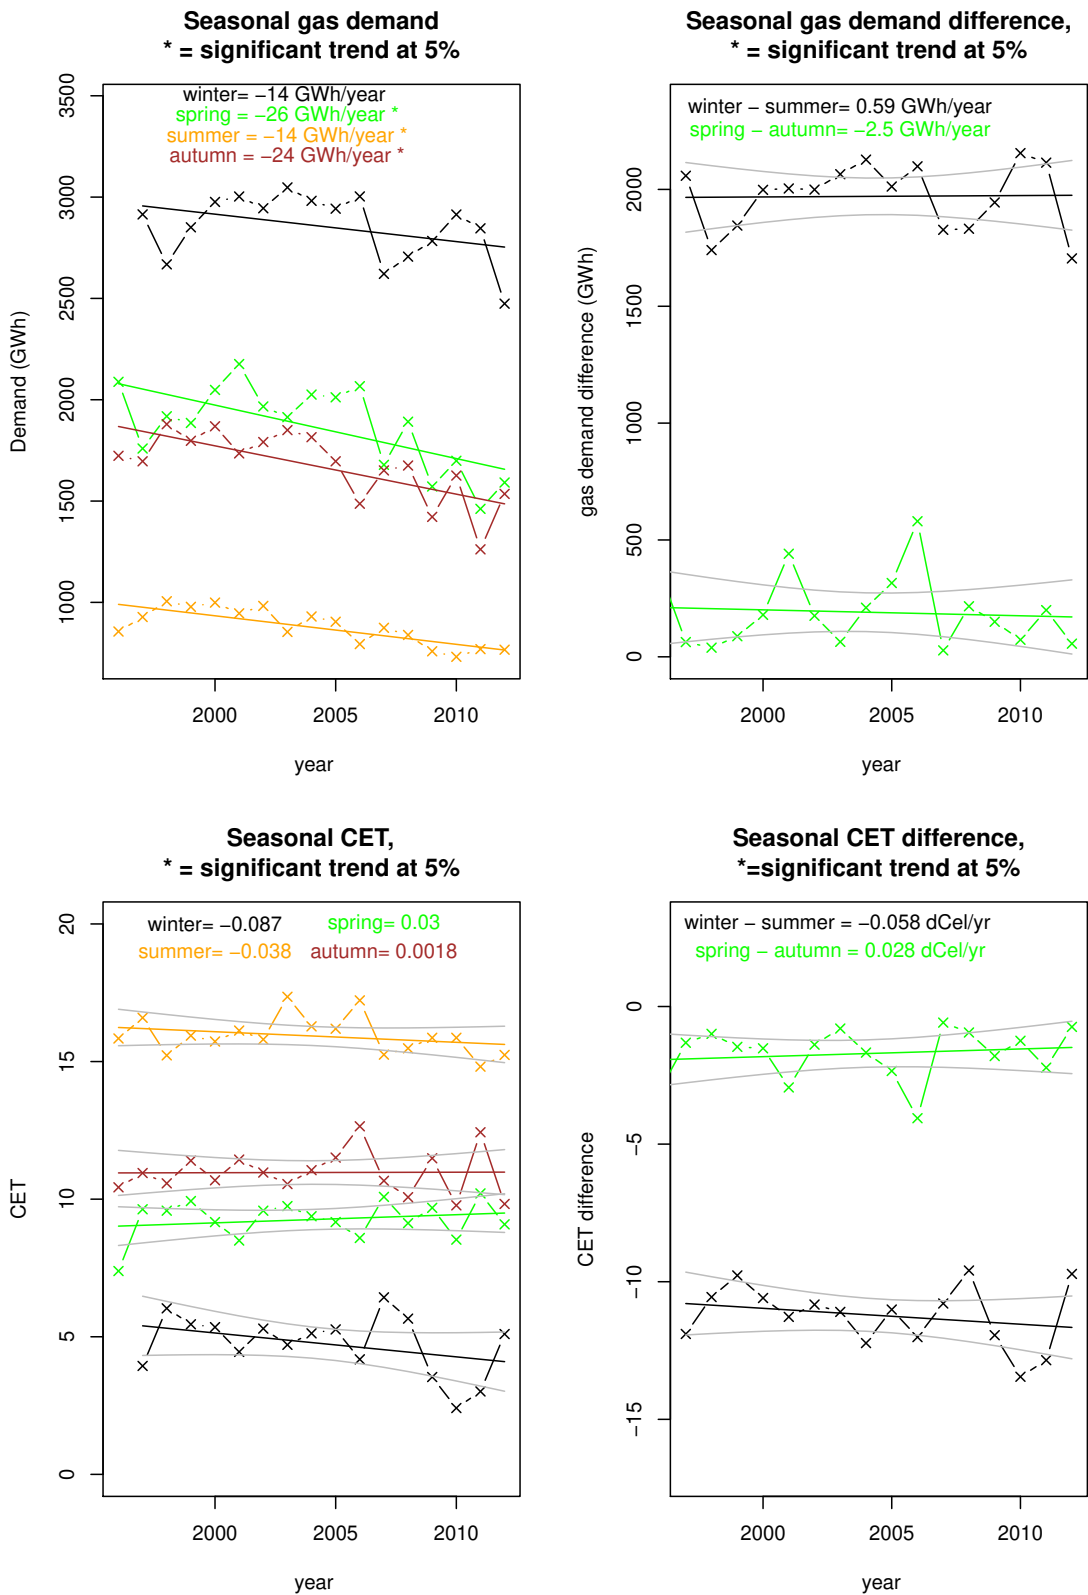 Seasonal gas demand
* = significant trend at 5%
winter= −14 GWh/year
spring = −26 GWh/year *
summer = −14 GWh/year *
autumn = −24 GWh/year *
Demand (GWh)
3500
3000
2500
2000
1500
1000
2000
2005
2010
year
Seasonal gas demand difference,
* = significant trend at 5%
winter − summer= 0.59 GWh/year
spring − autumn= −2.5 GWh/year
gas demand difference (GWh)
2000
1500
1000
500
0
2000
2005
2010
year
Seasonal CET,
* = significant trend at 5%
winter= −0.087
spring= 0.03
summer= −0.038
autumn= 0.0018
CET
20
15
10
5
0
2000
2005
2010
year
Seasonal CET difference,
*=significant trend at 5%
winter − summer = −0.058 dCel/yr
spring − autumn = 0.028 dCel/yr
CET difference
0
−5
−10
−15
2000
2005
2010
year